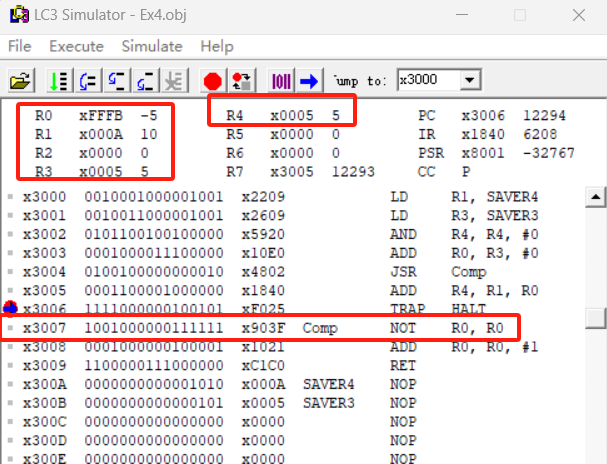 LC3 Simulator - Ex4.obj
File Execute Simulate Help
ump to: x3000
R0 xFFFB -5 R4 x0005 5 PC x3006 12294
R1 x000A 10 R5 x0000 0 IR x1840 6208
R2 x0000 0 R6 x0000 0 PSR x8001 -32767
R3 x0005 5 R7 x3005 12293 CC P
x3000 0010001000001001 x2209 LD R1, SAVER4
x3001 0010011000001001 x2609 LD R3, SAVER3
x3002 0101100100100000 x5920 AND R4, R4, #0
x3003 0001000011100000 x10E0 ADD R0, R3, #0
x3004 0100100000000010 x4802 JSR Comp
x3005 0001100001000000 x1840 ADD R4, R1, R0
x3006 1111000000100101 xF025 TRAP HALT
x3007 1001000000111111 x903F Comp NOT R0, R0
x3008 0001000000100001 x1021 ADD R0, R0, #1
x3009 1100000111000000 xC1C0 RET
x300A 0000000000001010 x000A SAVER4 NOP
x300B 0000000000000101 x0005 SAVER3 NOP
x300C 0000000000000000 x0000 NOP
x300D 0000000000000000 x0000 NOP
x300E 0000000000000000 x0000 NOP